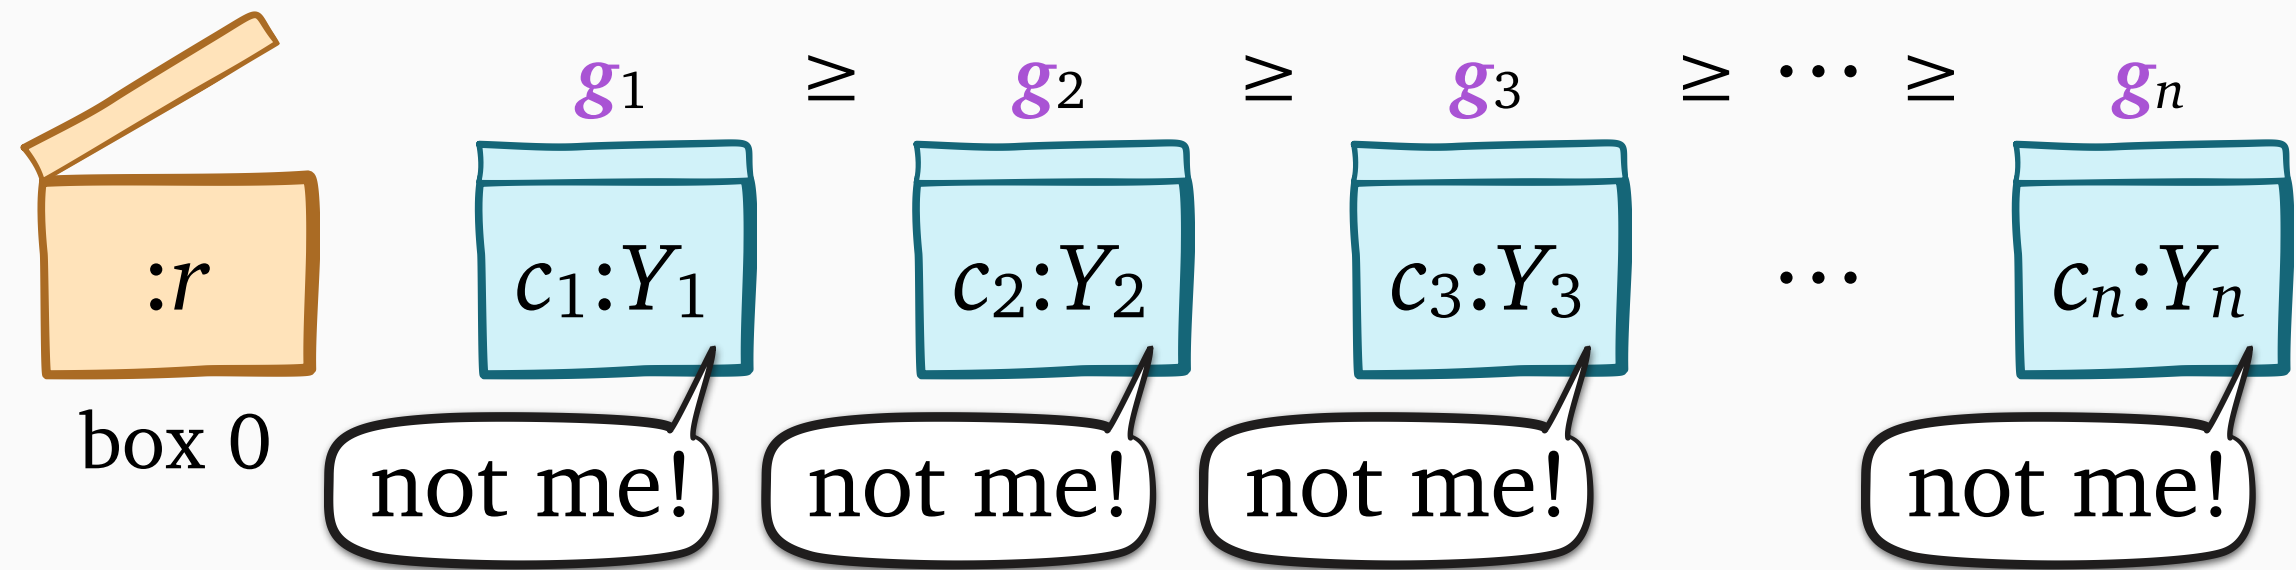 g₁ ≥ g₂ ≥ g₃ ≥ ⋯ ≥ gₙ
:r c₁:Y₁ c₂:Y₂ c₃:Y₃ ⋯ cₙ:Yₙ
box 0
not me! not me! not me! not me!